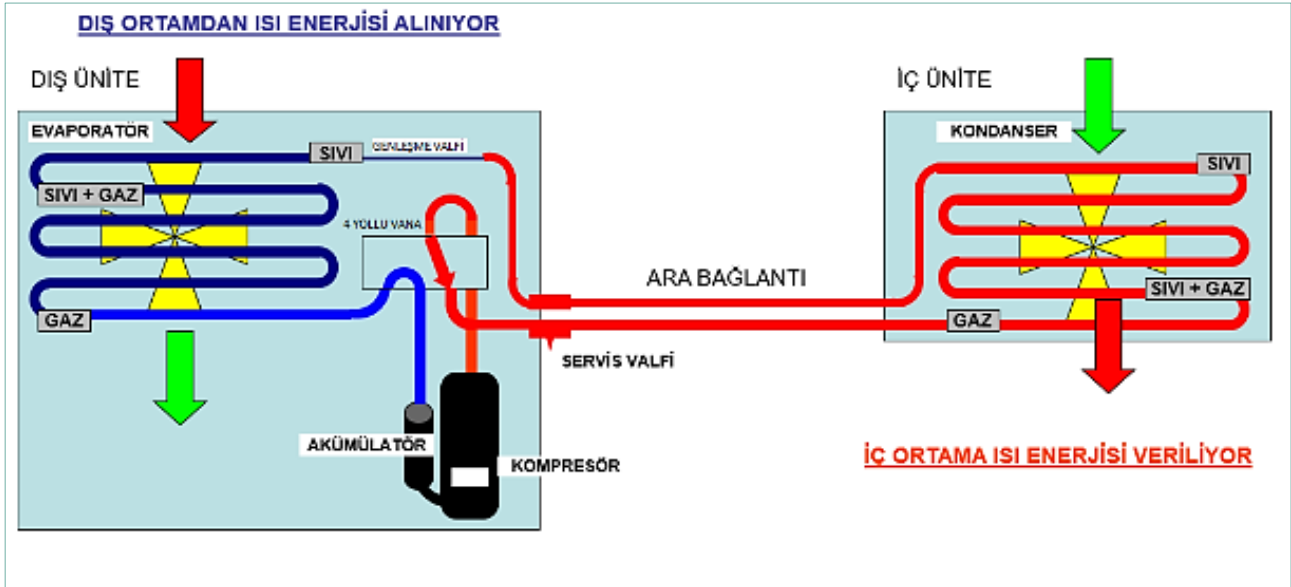 DIŞ ORTAMDAN ISI ENERJİSİ ALINIYOR
DIŞ ÜNİTE
İÇ ÜNİTE
EVAPORATÖR
KONDANSER
SIVI
GENLEŞME VALFİ
SIVI
SIVI + GAZ
4 YOLLU VANA
ARA BAĞLANTI
SIVI + GAZ
GAZ
GAZ
SERVİS VALFİ
AKÜMÜLATÖR
KOMPRESÖR
İÇ ORTAMA ISI ENERJİSİ VERİLİYOR